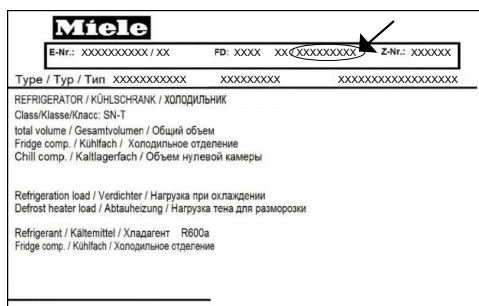 Miele
E-Nr.: XXXXXXXXXX / XX FD: XXXX XX / XXXXXXXXX Z-Nr.: XXXXXX
Type / Typ / Тип XXXXXXXXXXX XXXXXXXXX XXXXXXXXXXXXXXXXXX
REFRIGERATOR / KÜHLSCHRANK / ХОЛОДИЛЬНИК
Class/Klasse/Класс: SN-T
total volume / Gesamtvolumen / Общий объем
Fridge comp. / Kühlfach / Холодильное отделение
Chill comp. / Kaltlagerfach / Объем нулевой камеры
Refrigeration load / Verdichter / Нагрузка при охлаждении
Defrost heater load / Abtauheizung / Нагрузка тена для разморозки
Refrigerant / Kältemittel / Хладагент R600a
Fridge comp. / Kühlfach / Холодильное отделение